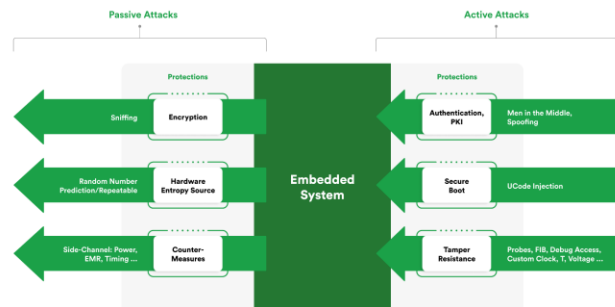 Passive Attacks
Active Attacks
Protections
Protections
Sniffing
Encryption
Authentication,
PKI
Men in the Middle,
Spoofing
Random Number
Prediction/Repeatable
Hardware
Entropy Source
Embedded
System
Secure
Boot
UCode Injection
Side-Channel: Power,
EMR, Timing ...
Counter-
Measures
Tamper
Resistance
Probes, FIB, Debug Access,
Custom Clock, T, Voltage ...